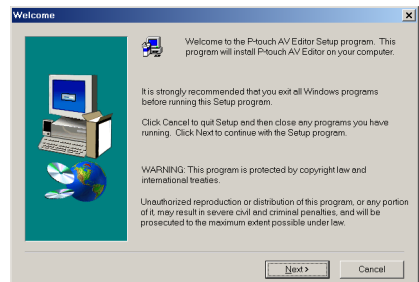 Welcome
Welcome to the P-touch AV Editor Setup program. This
program will install P-touch AV Editor on your computer.
It is strongly recommended that you exit all Windows programs
before running this Setup program.
Click Cancel to quit Setup and then close any programs you have
running. Click Next to continue with the Setup program.
WARNING: This program is protected by copyright law and
international treaties.
Unauthorized reproduction or distribution of this program, or any portion
of it, may result in severe civil and criminal penalties, and will be
prosecuted to the maximum extent possible under law.
Next >
Cancel